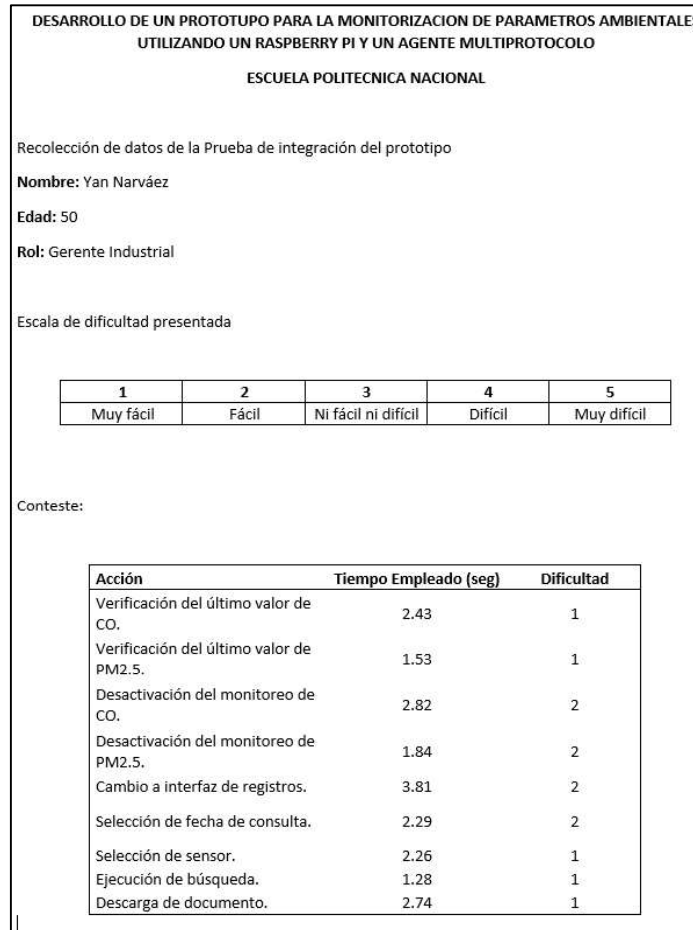 DESARROLLO DE UN PROTOTUPO PARA LA MONITORIZACION DE PARAMETROS AMBIENTALES
UTILIZANDO UN RASPBERRY PI Y UN AGENTE MULTIPROTOCOLO
ESCUELA POLITECNICA NACIONAL
Recolección de datos de la Prueba de integración del prototipo
Nombre: Yan Narváez
Edad: 50
Rol: Gerente Industrial
Escala de dificultad presentada
1 2 3 4 5
Muy fácil Fácil Ni fácil ni difícil Difícil Muy difícil
Conteste:
Acción Tiempo Empleado (seg) Dificultad
Verificación del último valor de
CO. 2.43 1
Verificación del último valor de
PM2.5. 1.53 1
Desactivación del monitoreo de
CO. 2.82 2
Desactivación del monitoreo de
PM2.5. 1.84 2
Cambio a interfaz de registros. 3.81 2
Selección de fecha de consulta. 2.29 2
Selección de sensor. 2.26 1
Ejecución de búsqueda. 1.28 1
Descarga de documento. 2.74 1